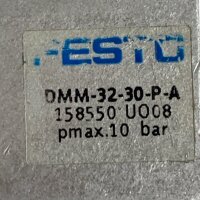 FESTO
DMM-32-30-P-A
158550 U008
pmax.10 bar